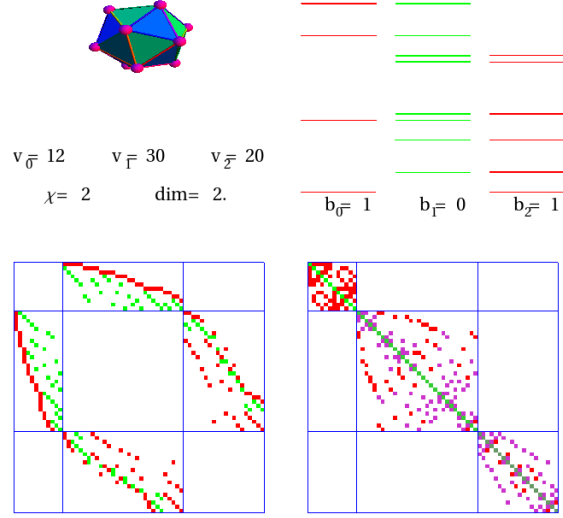 v₀= 12 v₁= 30 v₂= 20
χ= 2 dim= 2.
b₀= 1 b₁= 0 b₂= 1